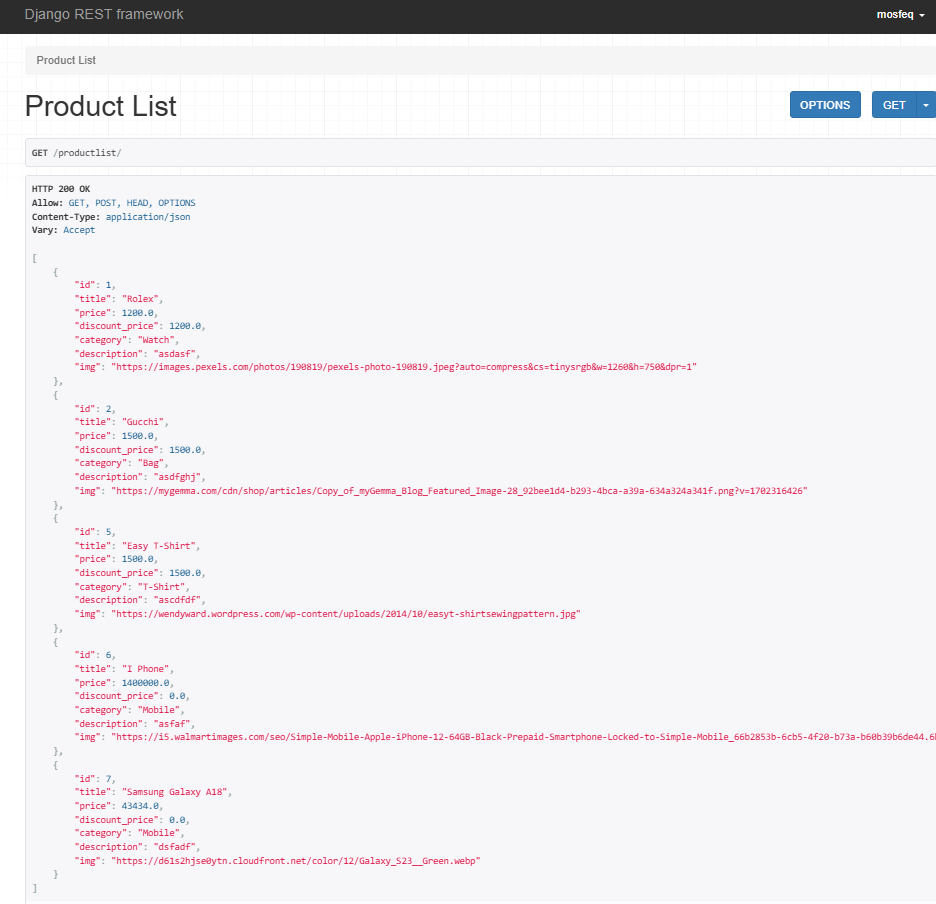 Django REST framework
mosfeq
Product List
Product List
OPTIONS
GET
GET /productlist/
HTTP 200 OK
Allow: GET, POST, HEAD, OPTIONS
Content-Type: application/json
Vary: Accept
[
    {
        "id": 1,
        "title": "Rolex",
        "price": 1200.0,
        "discount_price": 1200.0,
        "category": "Watch",
        "description": "asdasf",
        "img": "https://images.pexels.com/photos/190819/pexels-photo-190819.jpeg?auto=compress&cs=tinysrgb&w=1260&h=750&dpr=1"
    },
    {
        "id": 2,
        "title": "Gucchi",
        "price": 1500.0,
        "discount_price": 1500.0,
        "category": "Bag",
        "description": "asdfghj",
        "img": "https://mygemma.com/cdn/shop/articles/Copy_of_myGemma_Blog_Featured_Image-28_92bee1d4-b293-4bca-a39a-634a324a341f.png?v=1702316426"
    },
    {
        "id": 5,
        "title": "Easy T-Shirt",
        "price": 1500.0,
        "discount_price": 1500.0,
        "category": "T-Shirt",
        "description": "ascdfdf",
        "img": "https://wendyward.wordpress.com/wp-content/uploads/2014/10/easyt-shirtsewingpattern.jpg"
    },
    {
        "id": 6,
        "title": "I Phone",
        "price": 1400000.0,
        "discount_price": 0.0,
        "category": "Mobile",
        "description": "asfaf",
        "img": "https://i5.walmartimages.com/seo/Simple-Mobile-Apple-iPhone-12-64GB-Black-Prepaid-Smartphone-Locked-to-Simple-Mobile_66b2853b-6cb5-4f20-b73a-b60b39b6de44.6
    },
    {
        "id": 7,
        "title": "Samsung Galaxy A18",
        "price": 43434.0,
        "discount_price": 0.0,
        "category": "Mobile",
        "description": "dsfadf",
        "img": "https://d61s2hjse0ytn.cloudfront.net/color/12/Galaxy_S23__Green.webp"
    }
]